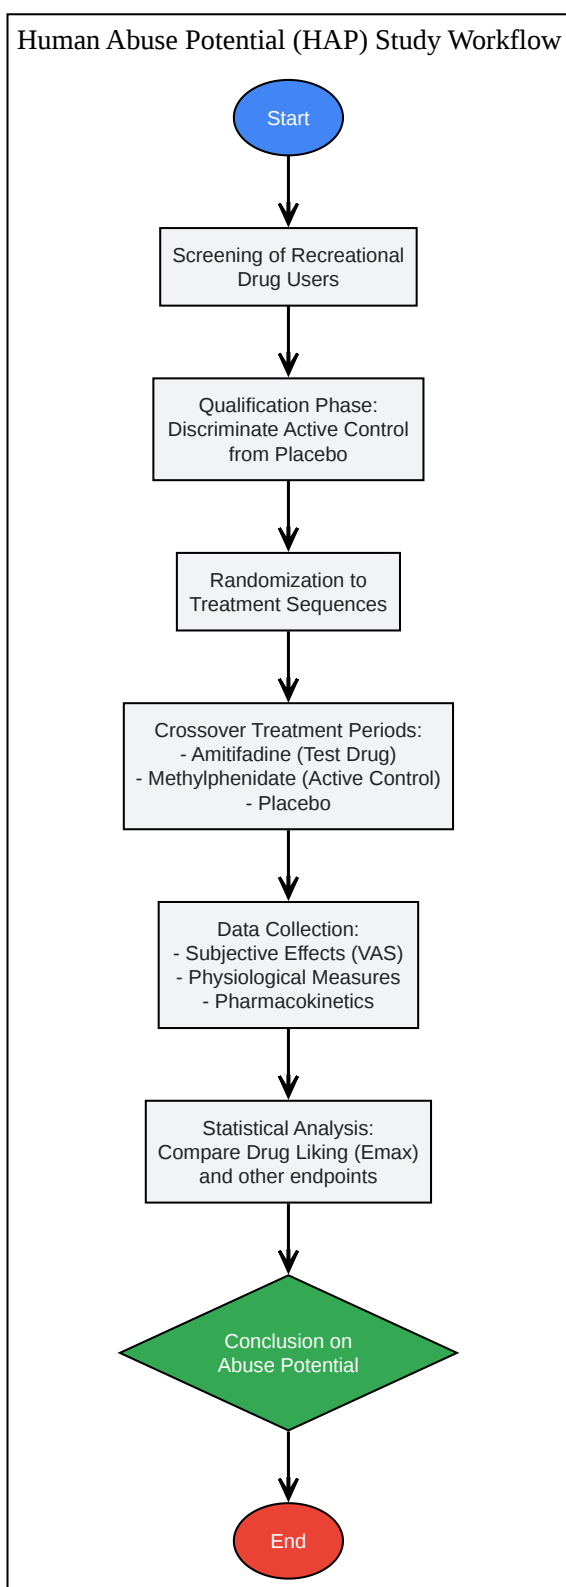 Human Abuse Potential (HAP) Study Workflow
Start
Screening of Recreational
Drug Users
Qualification Phase:
Discriminate Active Control
from Placebo
Randomization to
Treatment Sequences
Crossover Treatment Periods:
- Amitifadine (Test Drug)
- Methylphenidate (Active Control)
- Placebo
Data Collection:
- Subjective Effects (VAS)
- Physiological Measures
- Pharmacokinetics
Statistical Analysis:
Compare Drug Liking (Emax)
and other endpoints
Conclusion on
Abuse Potential
End